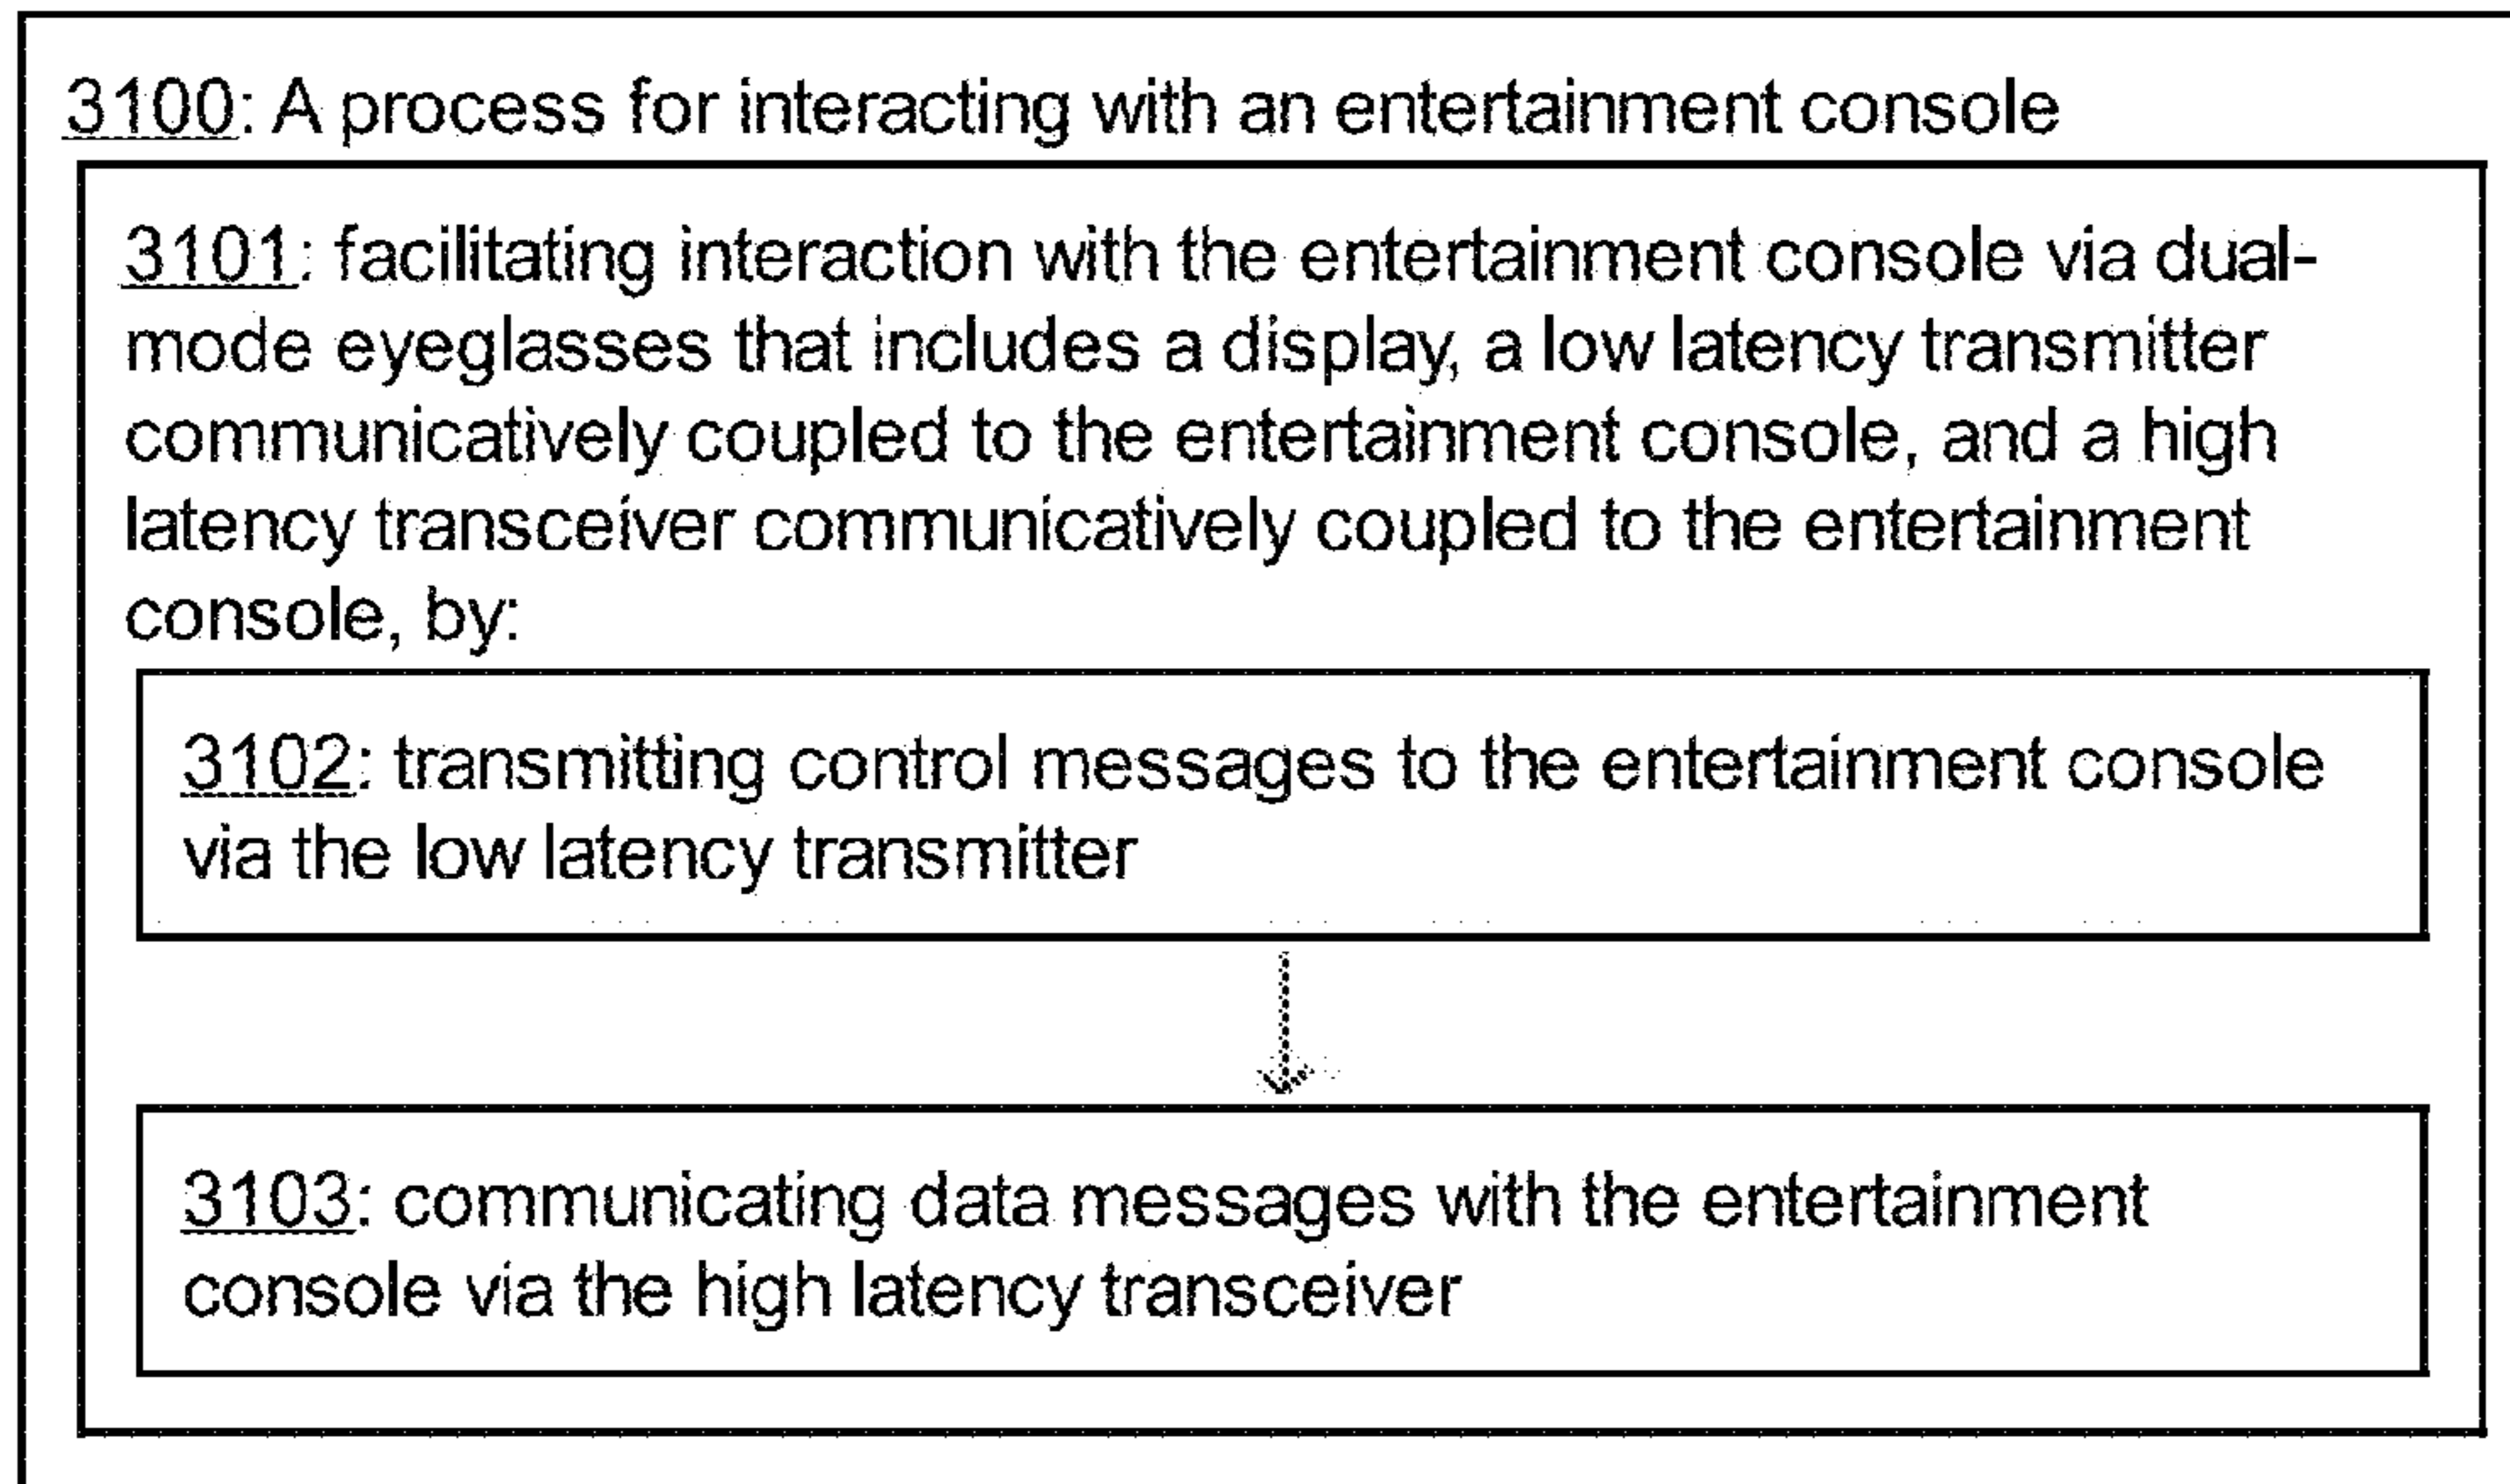 3100: A process for interacting with an entertainment console
3101: facilitating interaction with the entertainment console via dual-
mode eyeglasses that includes a display, a low latency transmitter
communicatively coupled to the entertainment console, and a high
latency transceiver communicatively coupled to the entertainment
console, by:
3102: transmitting control messages to the entertainment console
via the low latency transmitter
3103: communicating data messages with the entertainment
console via the high latency transceiver